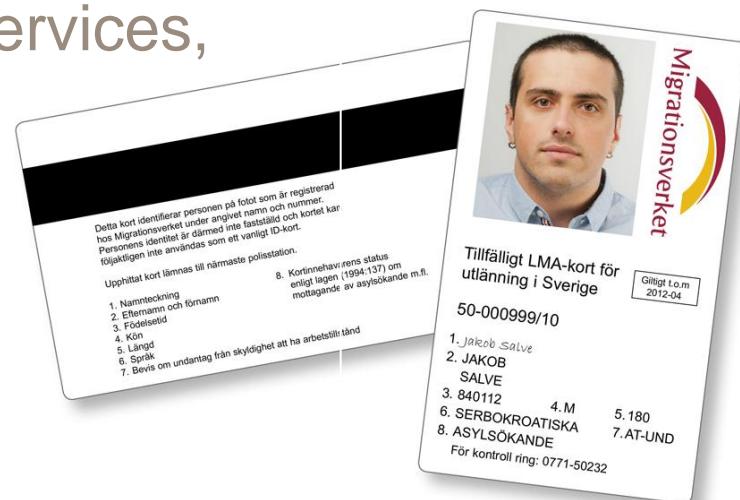 ervices,
Detta kort identifierar personen på fotot som är registrerad
hos Migrationsverket under angivet namn och nummer.
Personens identitet är därmed inte fastställd och kortet kan
följaktligen inte användas som ett vanligt ID-kort.
Upphittat kort lämnas till närmaste polisstation.
1. Namnteckning
2. Efternamn och förnamn
3. Födelsetid
4. Kön
5. Längd
6. Språk
7. Bevis om undantag från skyldighet att ha arbetstillstånd
8. Kortinnehavarens status
enligt lagen (1994:137) om
mottagande av asylsökande m.fl.
Migrationsverket
Tillfälligt LMA-kort för
utlänning i Sverige
Giltigt t.o.m
2012-04
50-000999/10
1. Jakob Salve
2. JAKOB
SALVE
3. 840112 4. M 5. 180
6. SERBOKROATISKA 7. AT-UND
8. ASYLSÖKANDE
För kontroll ring: 0771-50232